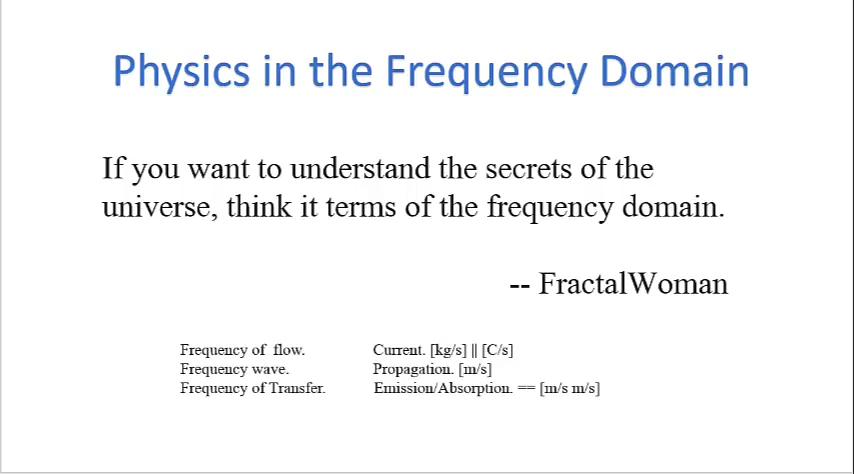 Physics in the Frequency Domain
If you want to understand the secrets of the
universe, think it terms of the frequency domain.
-- FractalWoman
Frequency of flow. Current. [kg/s] || [C/s]
Frequency wave. Propagation. [m/s]
Frequency of Transfer. Emission/Absorption. == [m/s m/s]